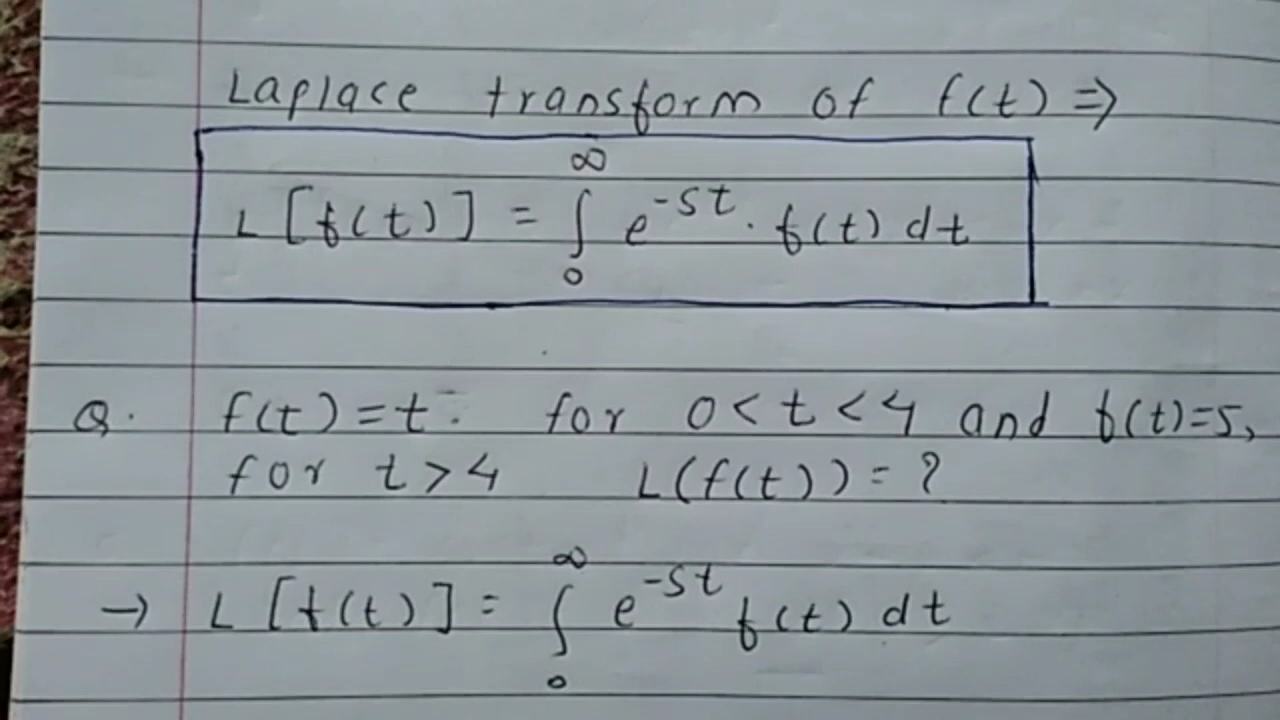 Laplace transform of f(t) ⇒
L [f(t)] = ∫₀^∞ e^-st . f(t) dt
Q. f(t) = t. for 0 < t < 4 and f(t)=5,
for t > 4 L(f(t)) = ?
→ L [f(t)] = ∫₀^∞ e^-st f(t) dt